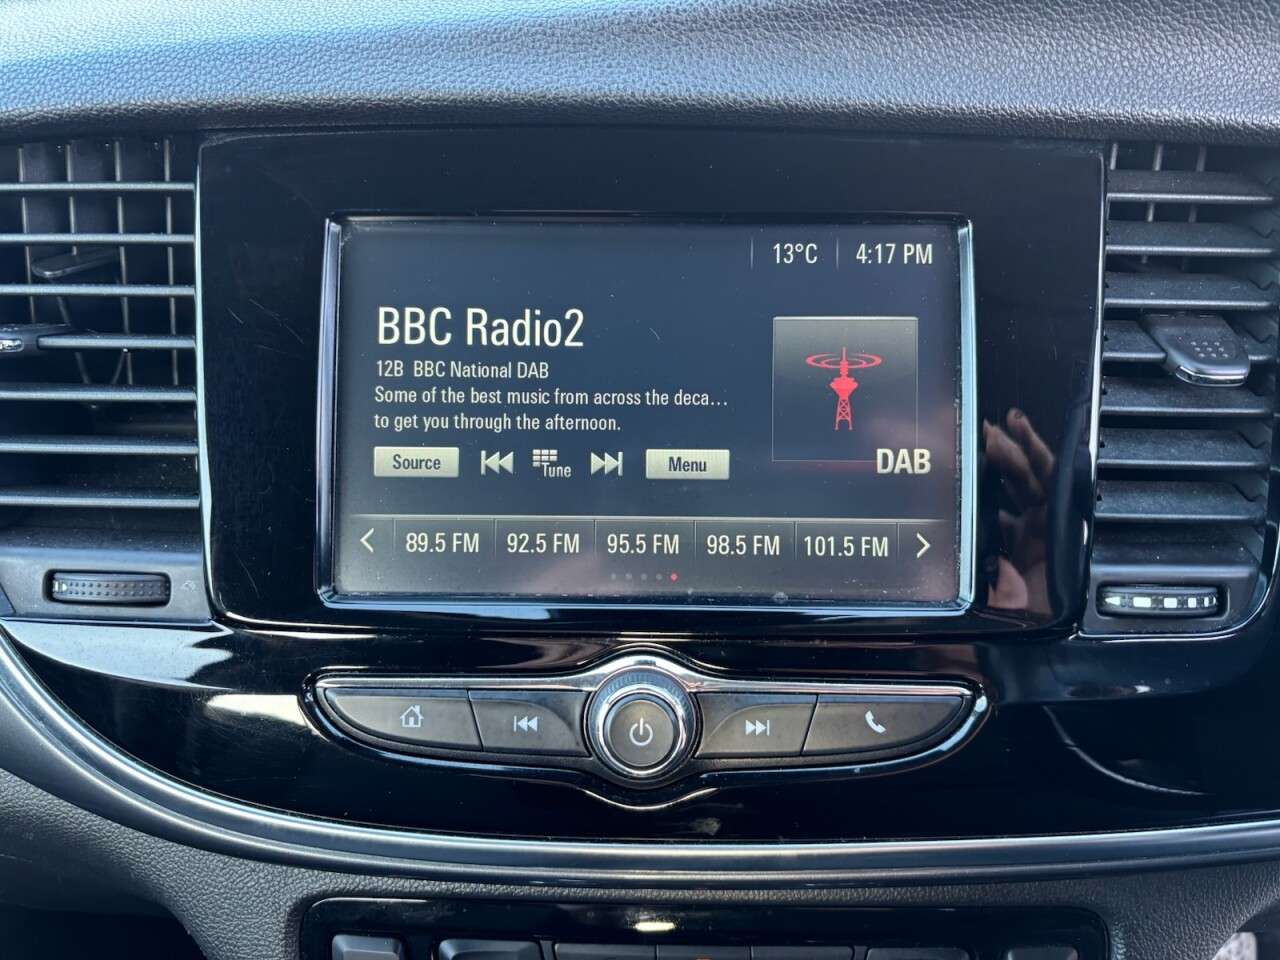 13°C 4:17 PM
BBC Radio2
12B BBC National DAB
Some of the best music from across the deca...
to get you through the afternoon.
Source Tune Menu
DAB
89.5 FM 92.5 FM 95.5 FM 98.5 FM 101.5 FM